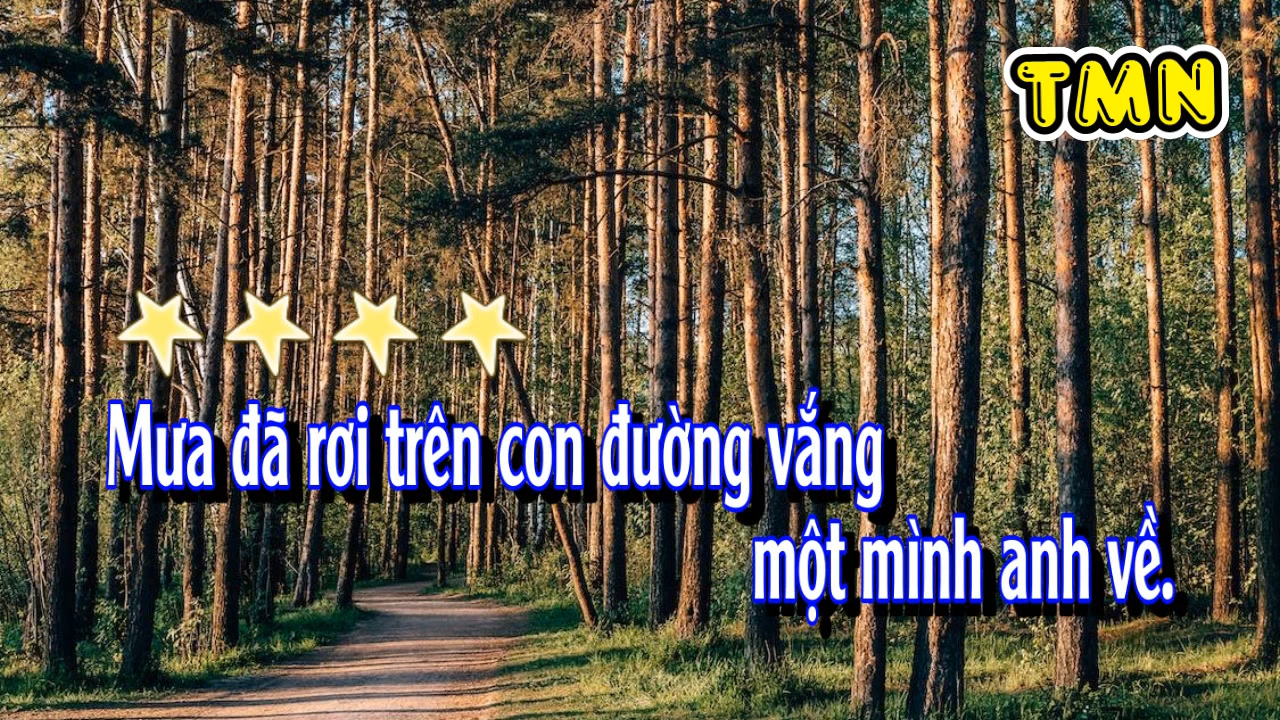 TMN
Mưa đã rơi trên con đường vắng
một mình anh về.